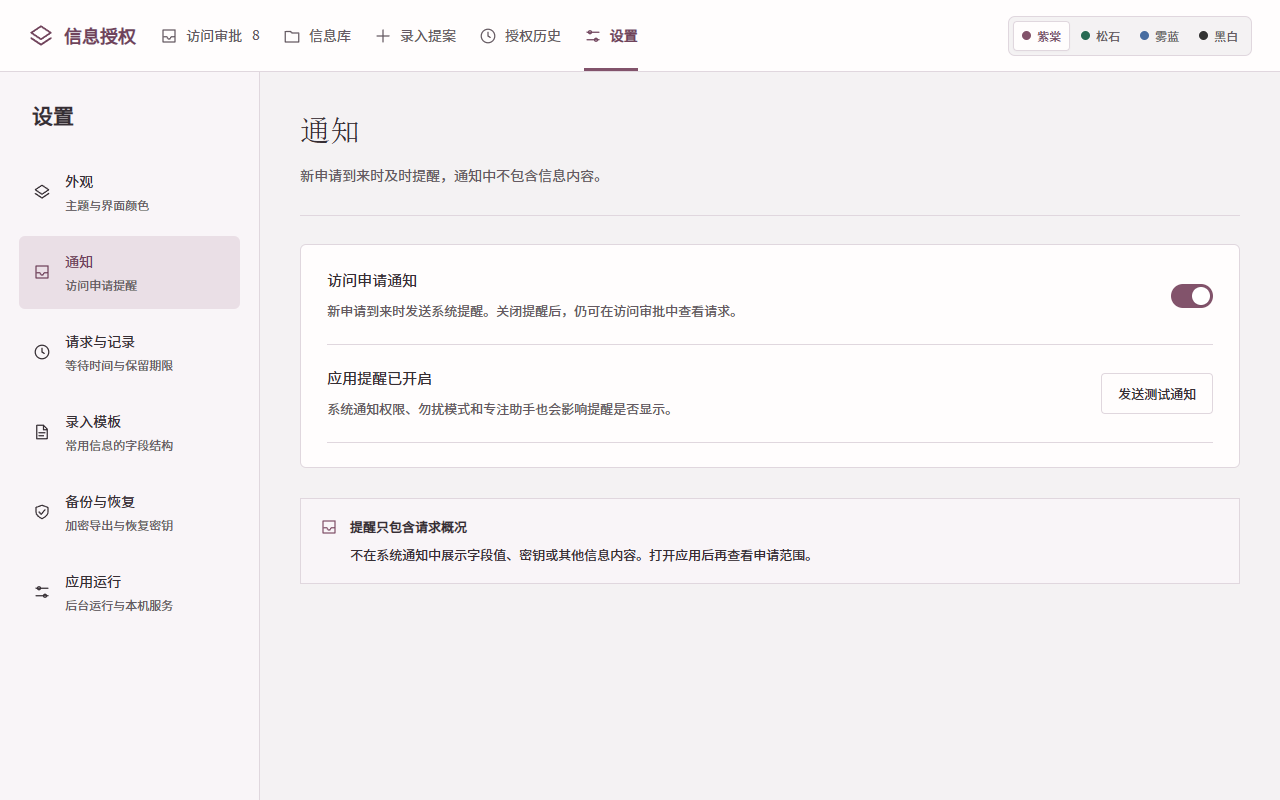 信息授权
访问审批 8
信息库
录入提案
授权历史
设置
紫棠
松石
雾蓝
黑白
设置
外观
主题与界面颜色
通知
访问申请提醒
请求与记录
等待时间与保留期限
录入模板
常用信息的字段结构
备份与恢复
加密导出与恢复密钥
应用运行
后台运行与本机服务
通知
新申请到来时及时提醒，通知中不包含信息内容。
访问申请通知
新申请到来时发送系统提醒。关闭提醒后，仍可在访问审批中查看请求。
应用提醒已开启
系统通知权限、勿扰模式和专注助手也会影响提醒是否显示。
发送测试通知
提醒只包含请求概况
不在系统通知中展示字段值、密钥或其他信息内容。打开应用后再查看申请范围。